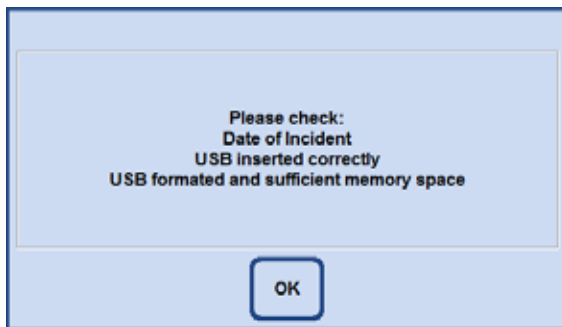 Please check:
Date of Incident
USB inserted correctly
USB formated and sufficient memory space
OK